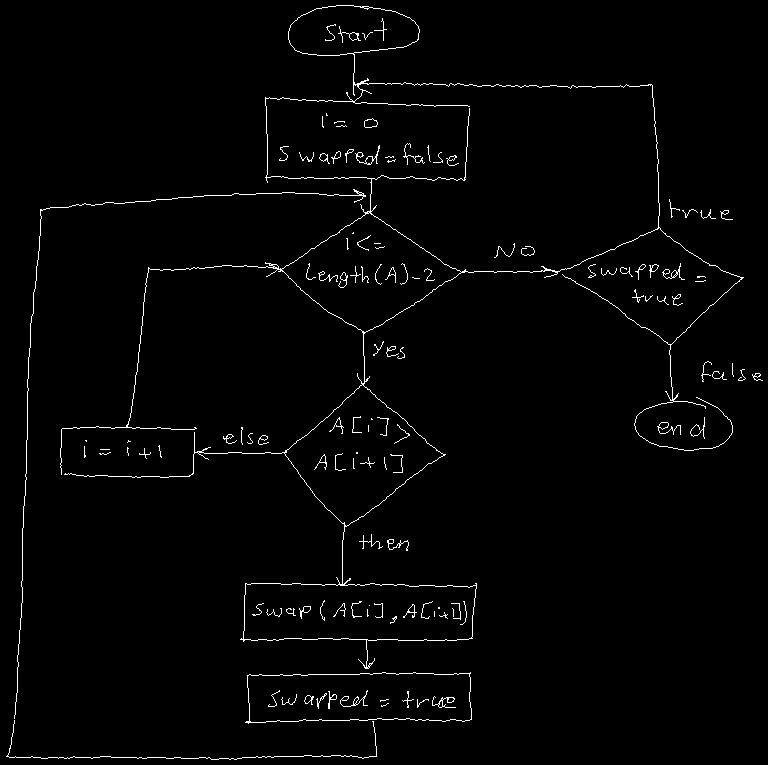 Start
i= 0
Swapped=false
i<=
Length(A)-2
NO
true
Swapped=
true
Yes
false
end
A[i]>
A[i+1]
else
i=i+1
then
Swap(A[i],A[i+1])
Swapped=true